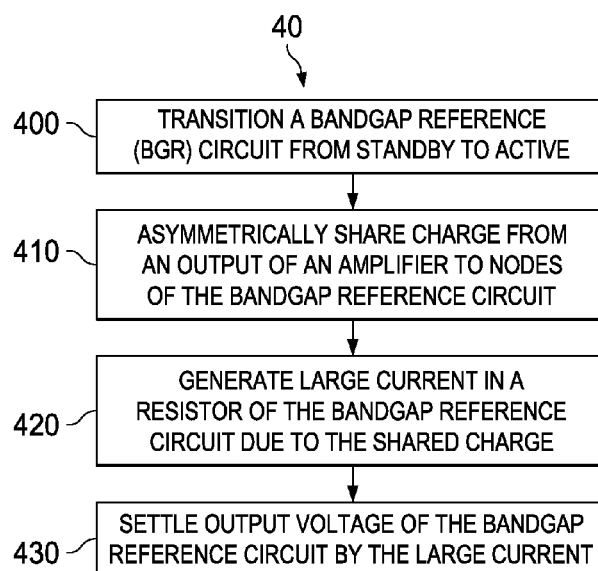 40
400
TRANSITION A BANDGAP REFERENCE
(BGR) CIRCUIT FROM STANDBY TO ACTIVE
410
ASYMMETRICALLY SHARE CHARGE FROM
AN OUTPUT OF AN AMPLIFIER TO NODES
OF THE BANDGAP REFERENCE CIRCUIT
420
GENERATE LARGE CURRENT IN A
RESISTOR OF THE BANDGAP REFERENCE
CIRCUIT DUE TO THE SHARED CHARGE
430
SETTLE OUTPUT VOLTAGE OF THE BANDGAP
REFERENCE CIRCUIT BY THE LARGE CURRENT